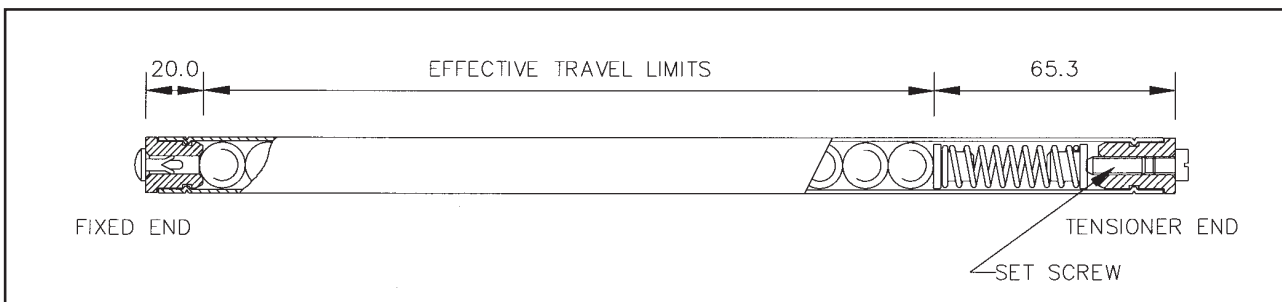 20.0
EFFECTIVE TRAVEL LIMITS
65.3
FIXED END
TENSIONER END
SET SCREW